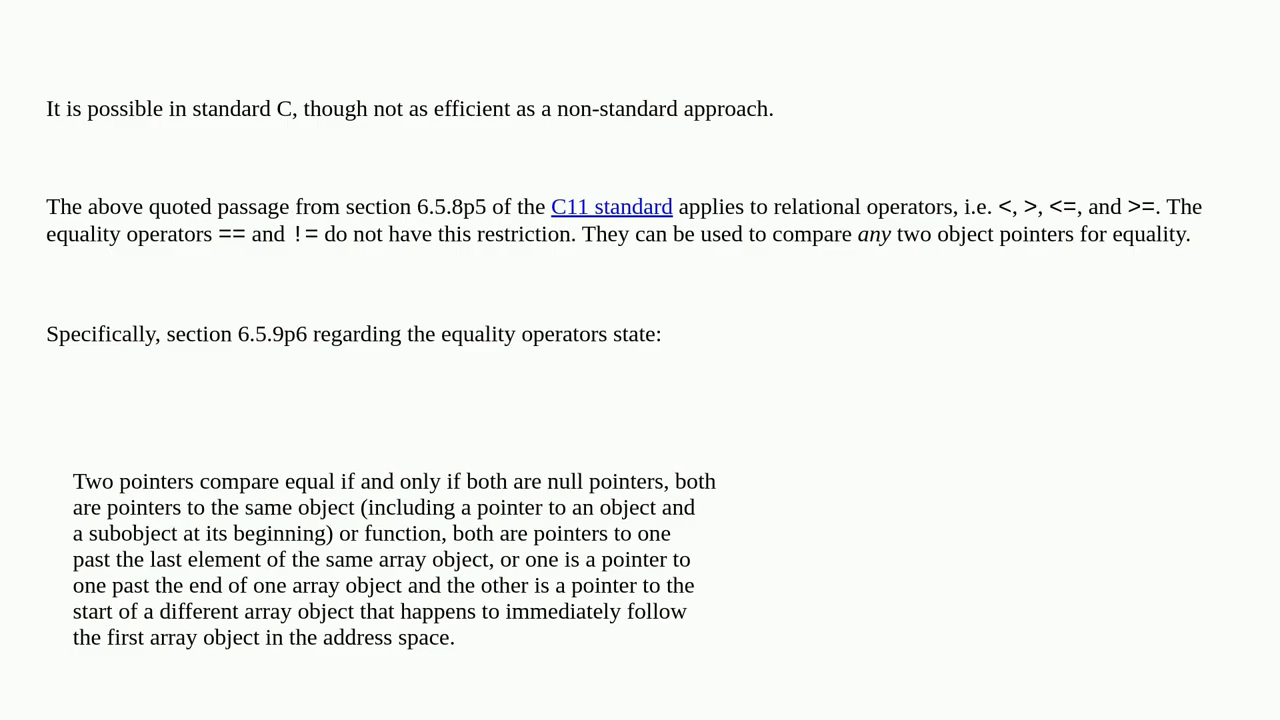 It is possible in standard C, though not as efficient as a non-standard approach.
The above quoted passage from section 6.5.8p5 of the C11 standard applies to relational operators, i.e. <, >, <=, and >=. The
equality operators == and != do not have this restriction. They can be used to compare any two object pointers for equality.
Specifically, section 6.5.9p6 regarding the equality operators state:
Two pointers compare equal if and only if both are null pointers, both
are pointers to the same object (including a pointer to an object and
a subobject at its beginning) or function, both are pointers to one
past the last element of the same array object, or one is a pointer to
one past the end of one array object and the other is a pointer to the
start of a different array object that happens to immediately follow
the first array object in the address space.